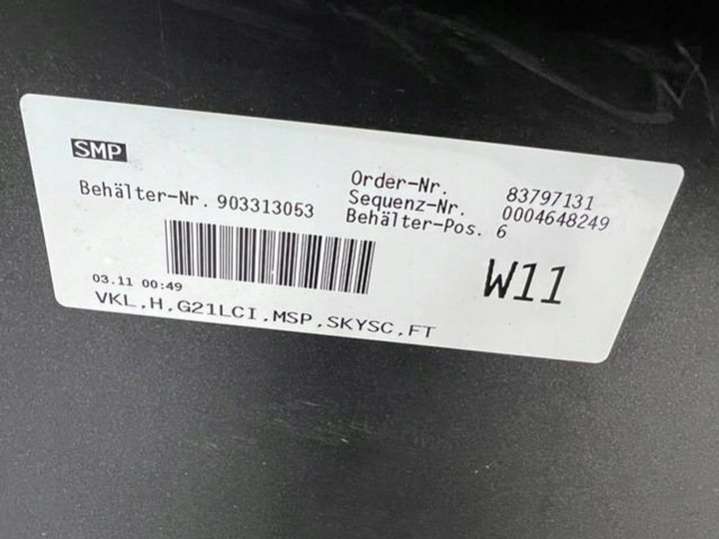 SMP
Behälter-Nr. 903313053
Order-Nr. 83797131
Sequenz-Nr. 0004648249
Behälter-Pos. 6
W11
03.11 00:49
VKL,H,G21LCI,MSP,SKYSC,FT